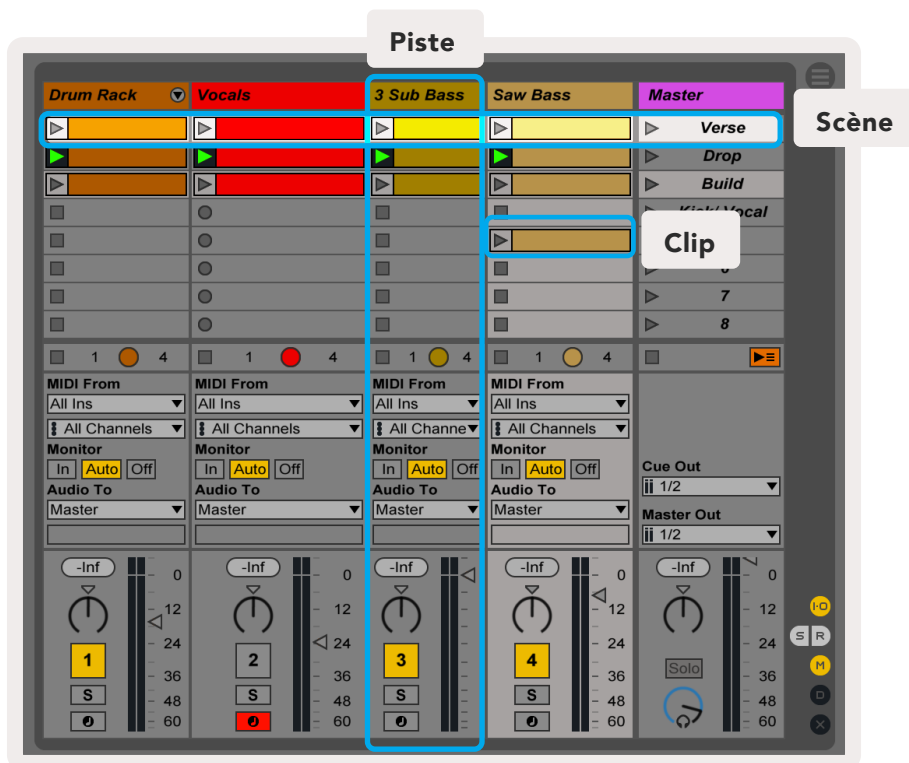 Piste
Drum Rack Vocals 3 Sub Bass Saw Bass Master
Verse
Scène
Drop
Build
Vocal
Clip
7
8
1 4 1 4 1 4 1 4
MIDI From MIDI From MIDI From MIDI From
All Ins All Ins All Ins All Ins
All Channels All Channels All Channe All Channels
Monitor Monitor Monitor Monitor
In Auto Off In Auto Off In Auto Off In Auto Off
Cue Out
Audio To Audio To Audio To Audio To
1/2
Master Master Master Master
Master Out
1/2
-Inf -Inf -Inf -Inf -Inf
0 0 0 0
12 12 12 12
I-O
24 24 24 24
S R
1 2 3 4 Solo
M
36 36 36 36
S S S S
D
48 48 48 48
60 60 60 60
X